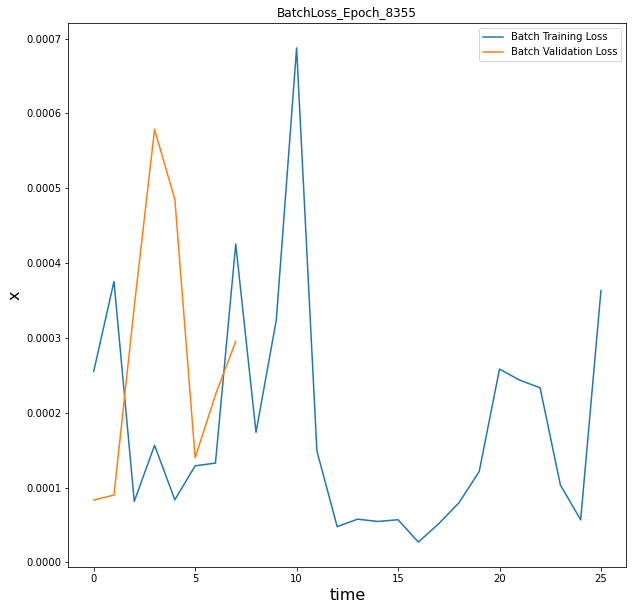 BatchLoss_Epoch_8355
Batch Training Loss
Batch Validation Loss
0.0007
0.0006
0.0005
0.0004
0.0003
0.0002
0.0001
0.0000
x
0 5 10 15 20 25
time